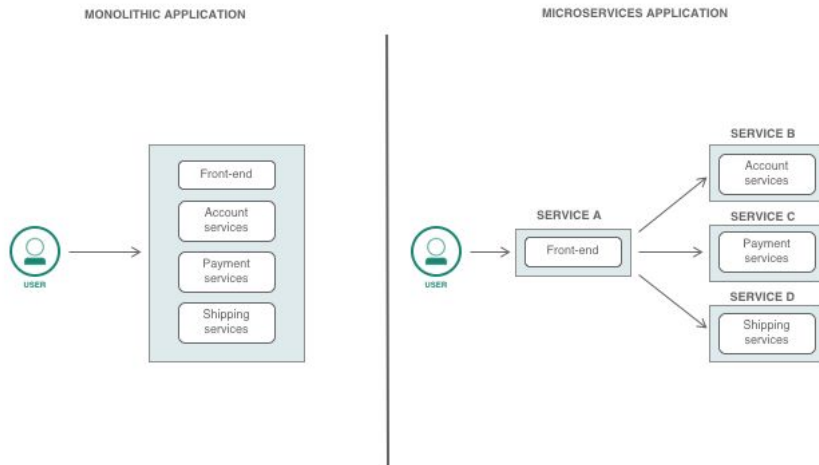 MONOLITHIC APPLICATION
Front-end
Account
services
Payment
services
Shipping
services
USER
MICROSERVICES APPLICATION
USER
SERVICE A
Front-end
SERVICE B
Account
services
SERVICE C
Payment
services
SERVICE D
Shipping
services